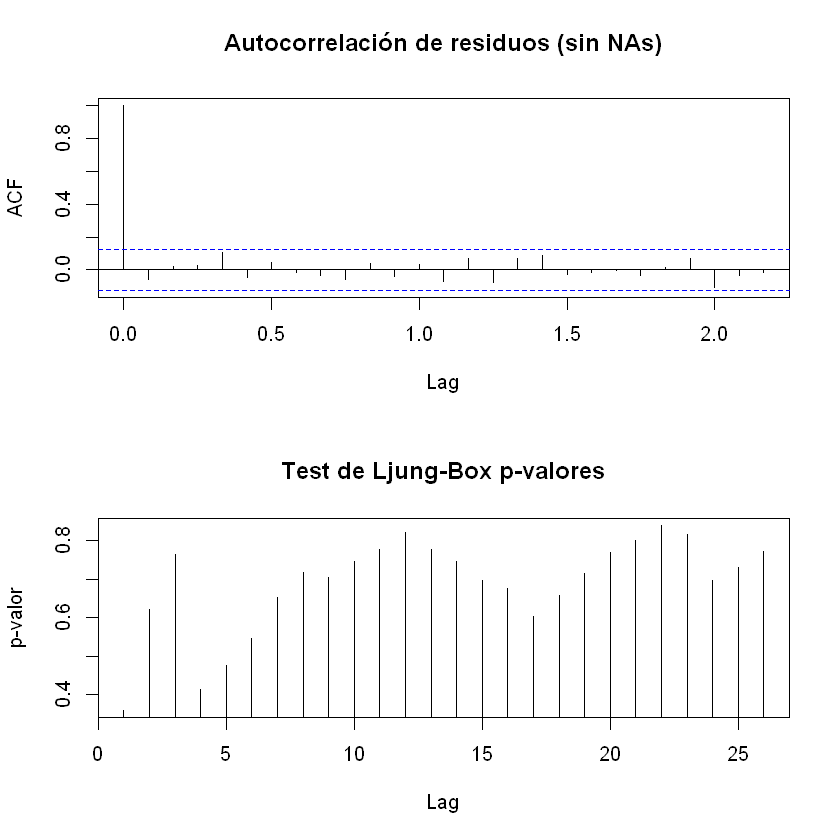 Autocorrelación de residuos (sin NAs)
ACF
0.0 0.4 0.8
0.0 0.5 1.0 1.5 2.0
Lag
Test de Ljung-Box p-valores
p-valor
0.4 0.6 0.8
0 5 10 15 20 25
Lag